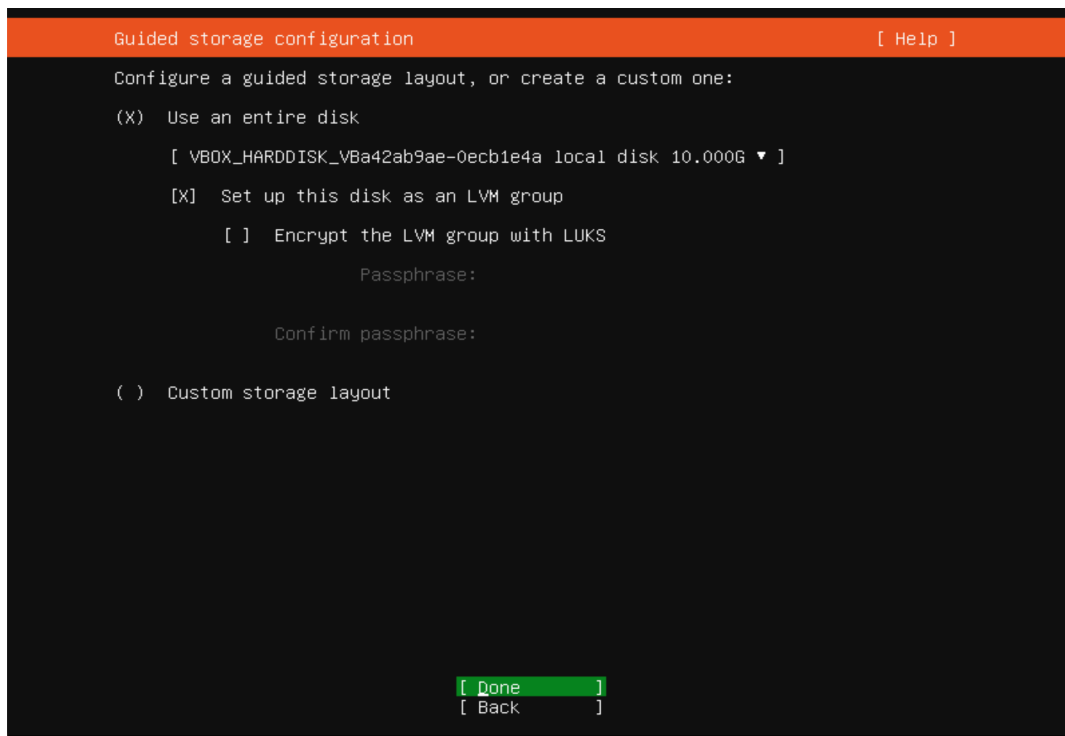 Guided storage configuration [ Help ]
Configure a guided storage layout, or create a custom one:
(X) Use an entire disk
[ VBOX_HARDDISK_VBa42ab9ae-0ecb1e4a local disk 10.000G ▾ ]
[X] Set up this disk as an LVM group
[ ] Encrypt the LVM group with LUKS
Passphrase:
Confirm passphrase:
( ) Custom storage layout
[ Done ]
[ Back ]